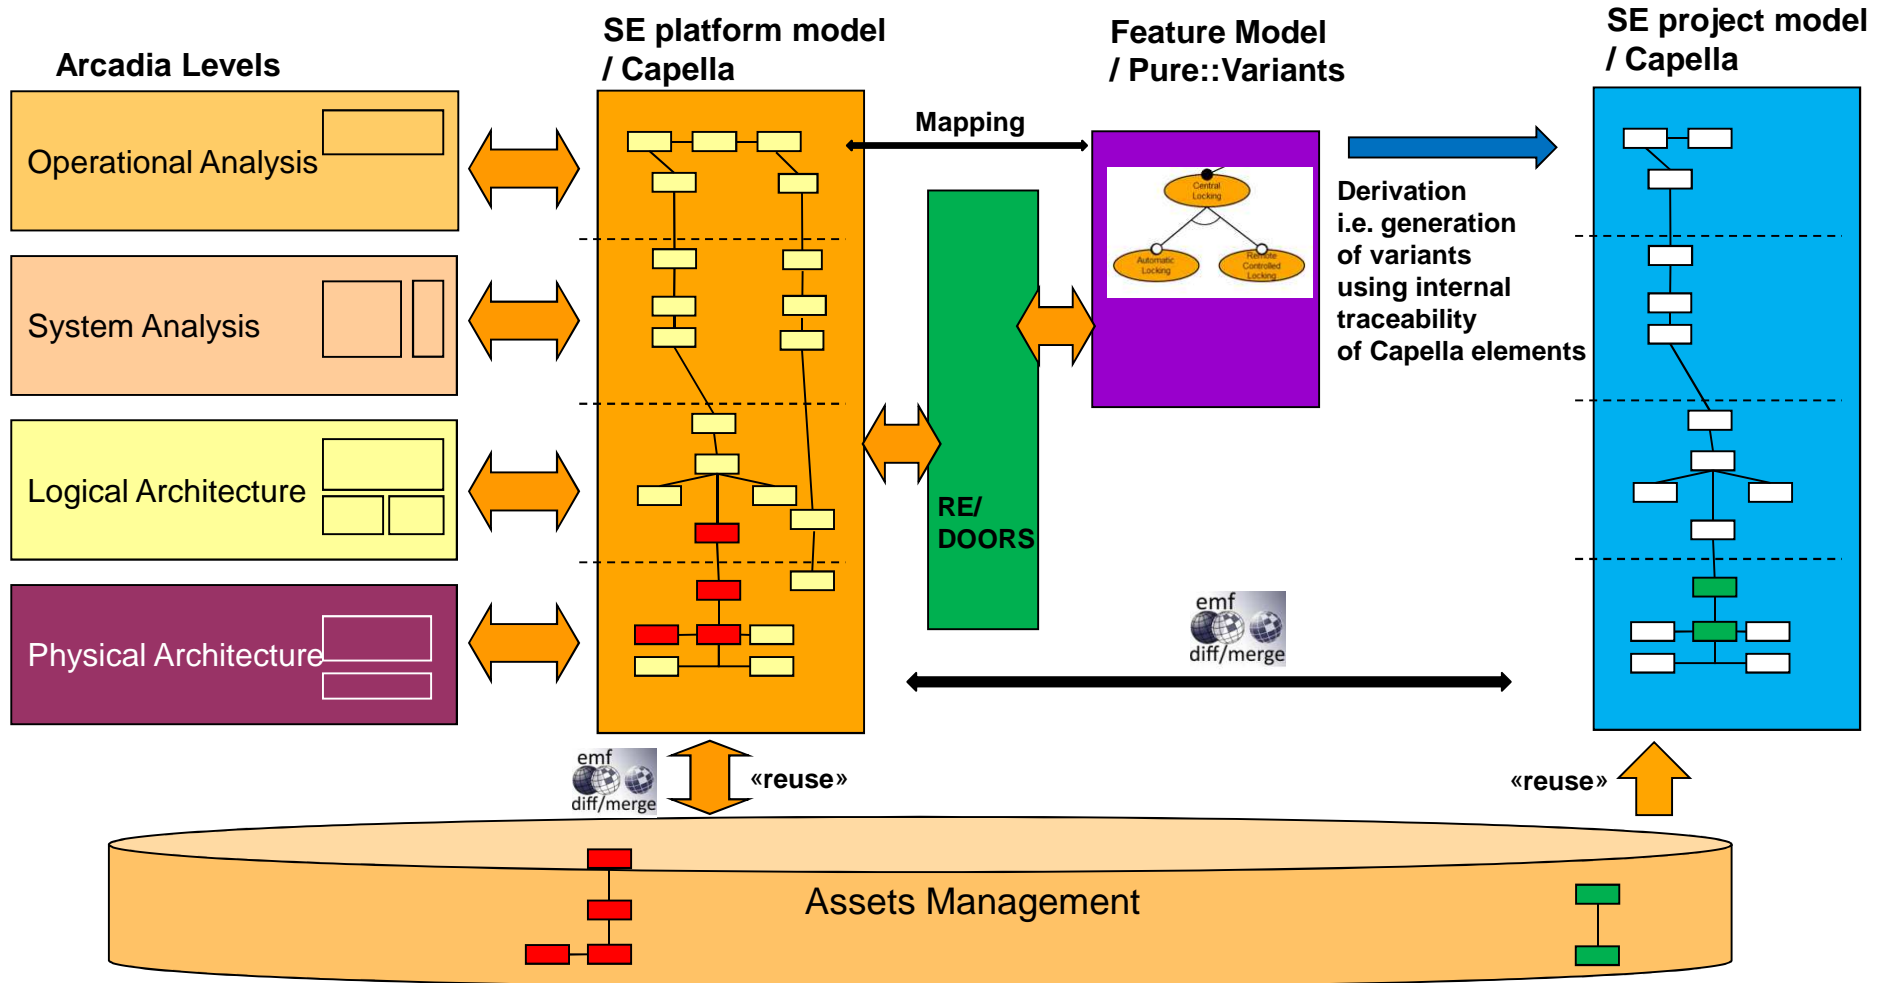 Arcadia Levels
SE platform model
/ Capella
Feature Model
/ Pure::Variants
SE project model
/ Capella
Operational Analysis
System Analysis
Logical Architecture
Physical Architecture
Mapping
Central
Locking
Automatic
Locking
Remote
Controlled
Locking
Derivation
i.e. generation
of variants
using internal
traceability
of Capella elements
RE/
DOORS
emf
diff/merge
emf
diff/merge
«reuse»
«reuse»
Assets Management